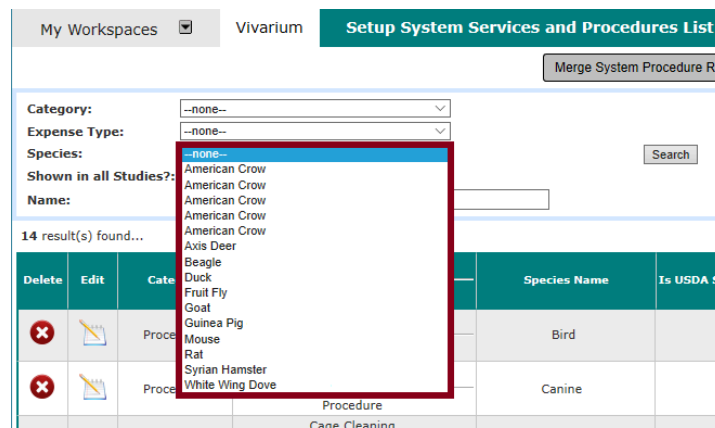 My Workspaces Vivarium Setup System Services and Procedures List
Merge System Procedure R
Category: --none--
Expense Type: --none--
Species:
Search
Shown in all Studies?:
Name:
--none--
American Crow
American Crow
American Crow
American Crow
American Crow
Axis Deer
Beagle
Duck
Fruit Fly
Goat
Guinea Pig
Mouse
Rat
Syrian Hamster
White Wing Dove
14 result(s) found...
Delete Edit Cate Species Name Is USDA
Proce Bird
Proce Canine
Procedure
Cage Cleaning